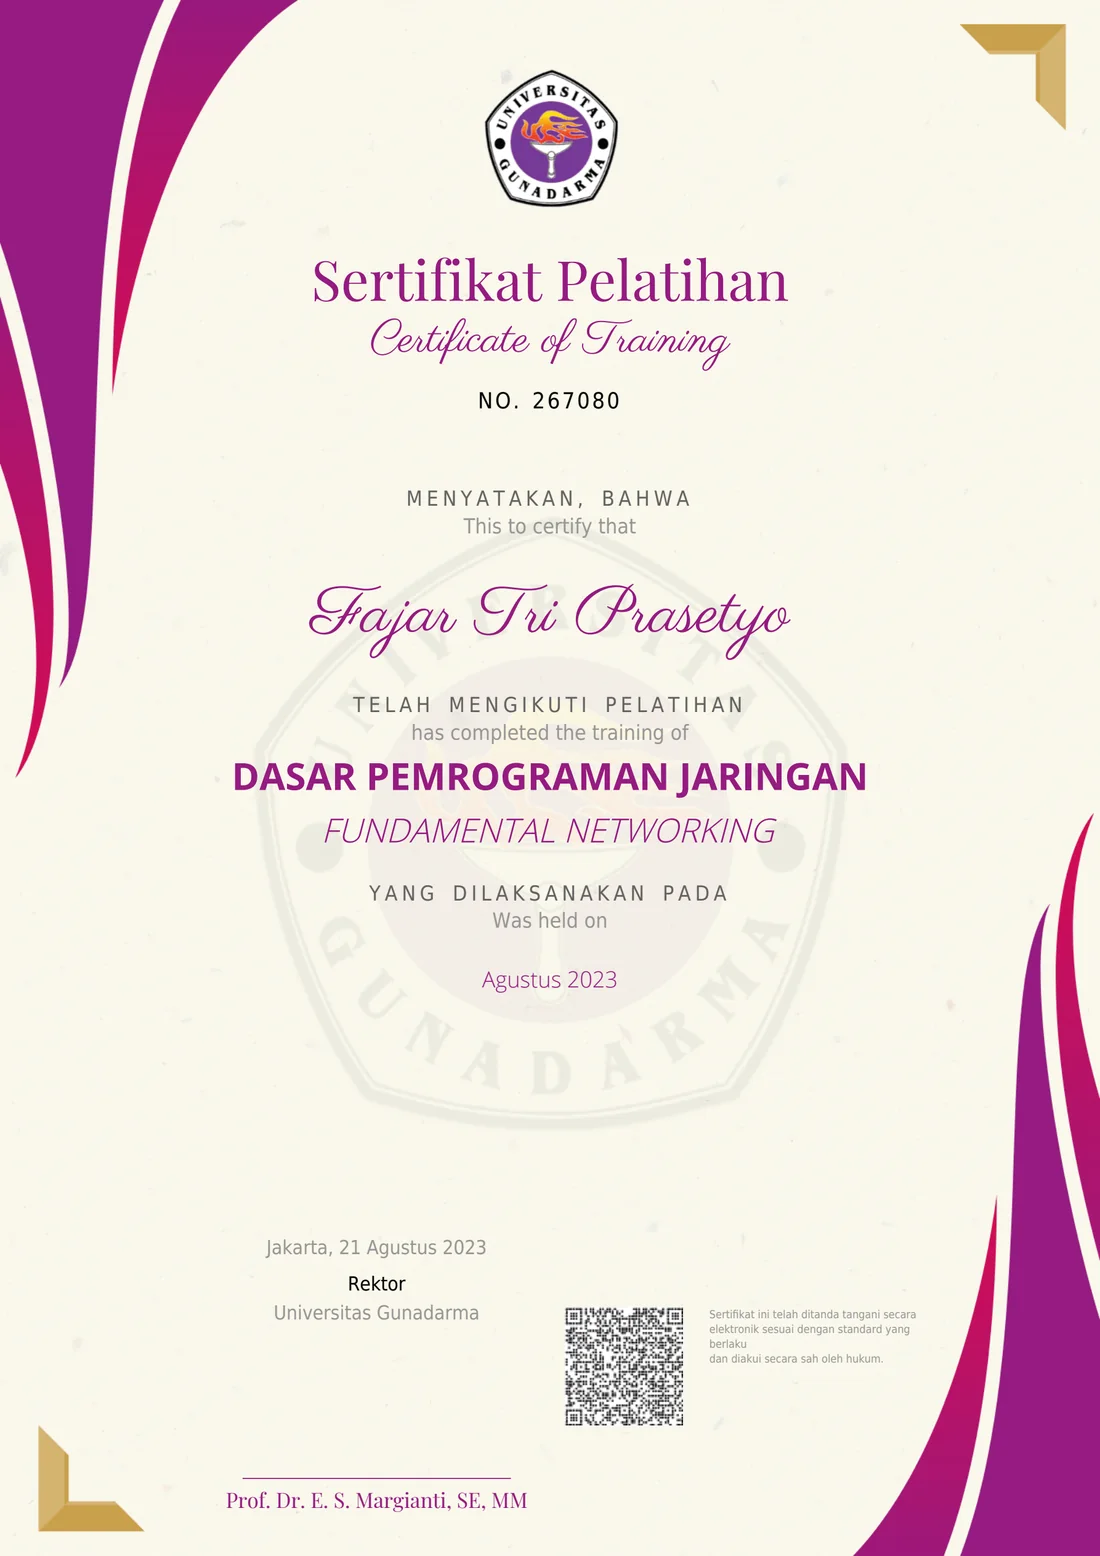 UNIVERSITAS
GUNADARMA
Sertifikat Pelatihan
Certificate of Training
NO. 267080
MENYATAKAN, BAHWA
This to certify that
Fajar Tri Prasetyo
TELAH MENGIKUTI PELATIHAN
has completed the training of
DASAR PEMROGRAMAN JARINGAN
FUNDAMENTAL NETWORKING
YANG DILAKSANAKAN PADA
Was held on
Agustus 2023
UNIVERSITAS
GUNADARMA
Jakarta, 21 Agustus 2023
Rektor
Universitas Gunadarma
Sertifikat ini telah ditanda tangani secara
elektronik sesuai dengan standard yang
berlaku
dan diakui secara sah oleh hukum.
Prof. Dr. E. S. Margianti, SE, MM